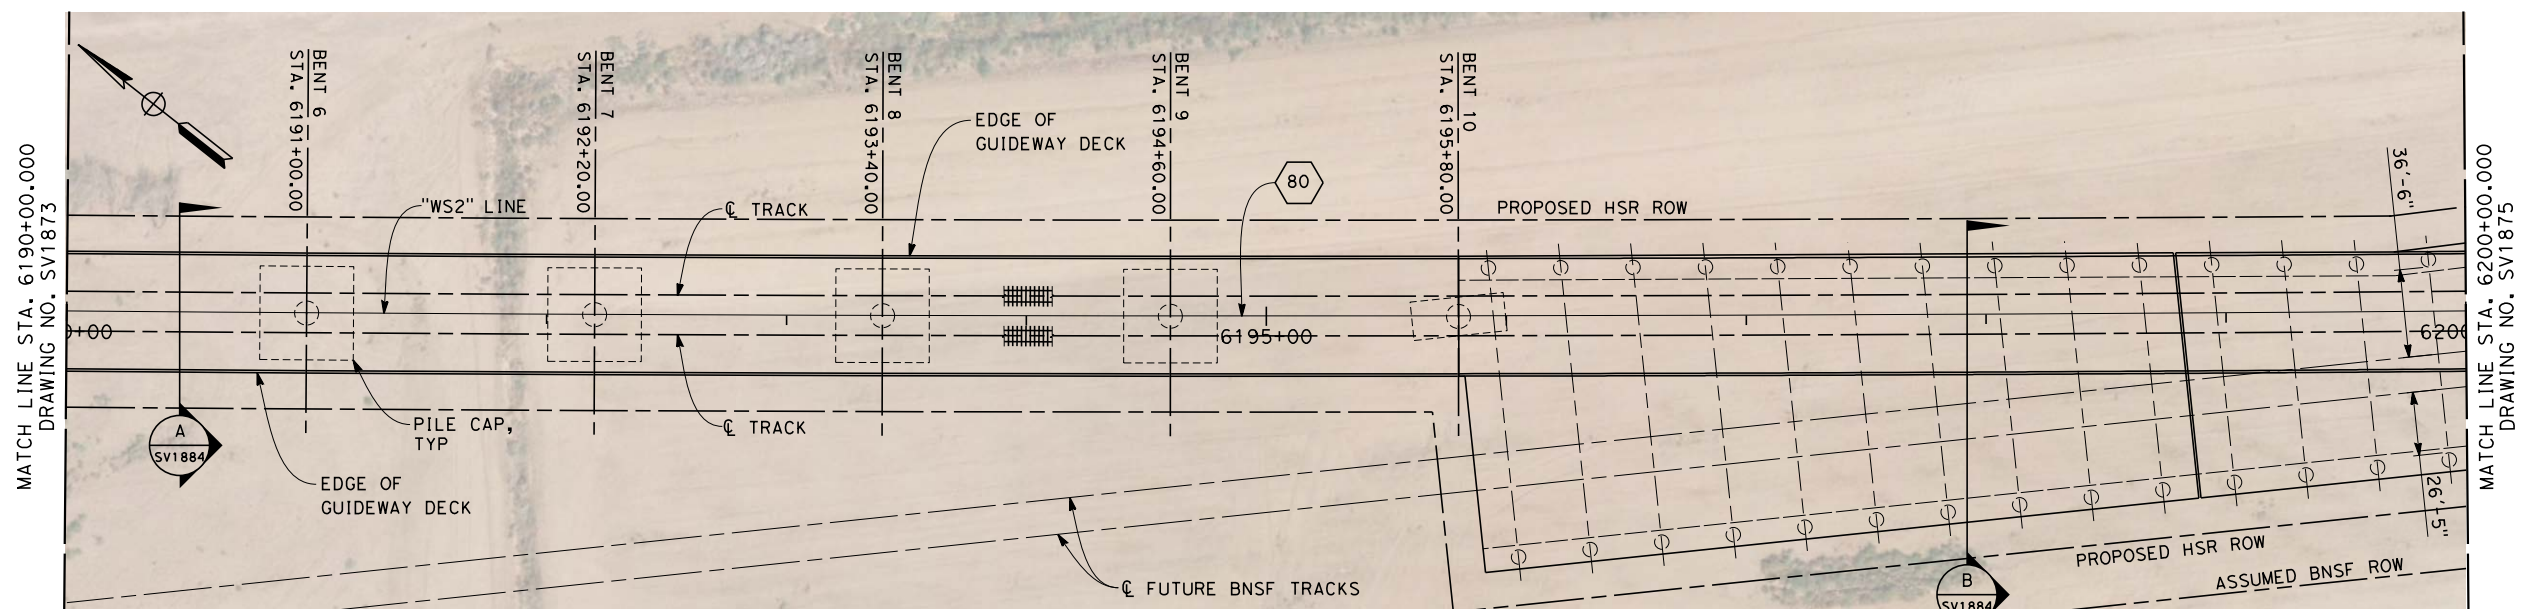 MATCH LINE STA. 6190+00.000
DRAWING NO. SV1873
BENT 6
STA. 6191+00.00
BENT 7
STA. 6192+20.00
BENT 8
STA. 6193+40.00
BENT 9
STA. 6194+60.00
BENT 10
STA. 6195+80.00
EDGE OF
GUIDEWAY DECK
80
"WS2" LINE
℄ TRACK
PROPOSED HSR ROW
36'-6"
0+00
6195+00
6200
A
SV1884
PILE CAP,
TYP
℄ TRACK
EDGE OF
GUIDEWAY DECK
26'-5"
℄ FUTURE BNSF TRACKS
PROPOSED HSR ROW
ASSUMED BNSF ROW
B
SV1884
MATCH LINE STA. 6200+00.000
DRAWING NO. SV1875